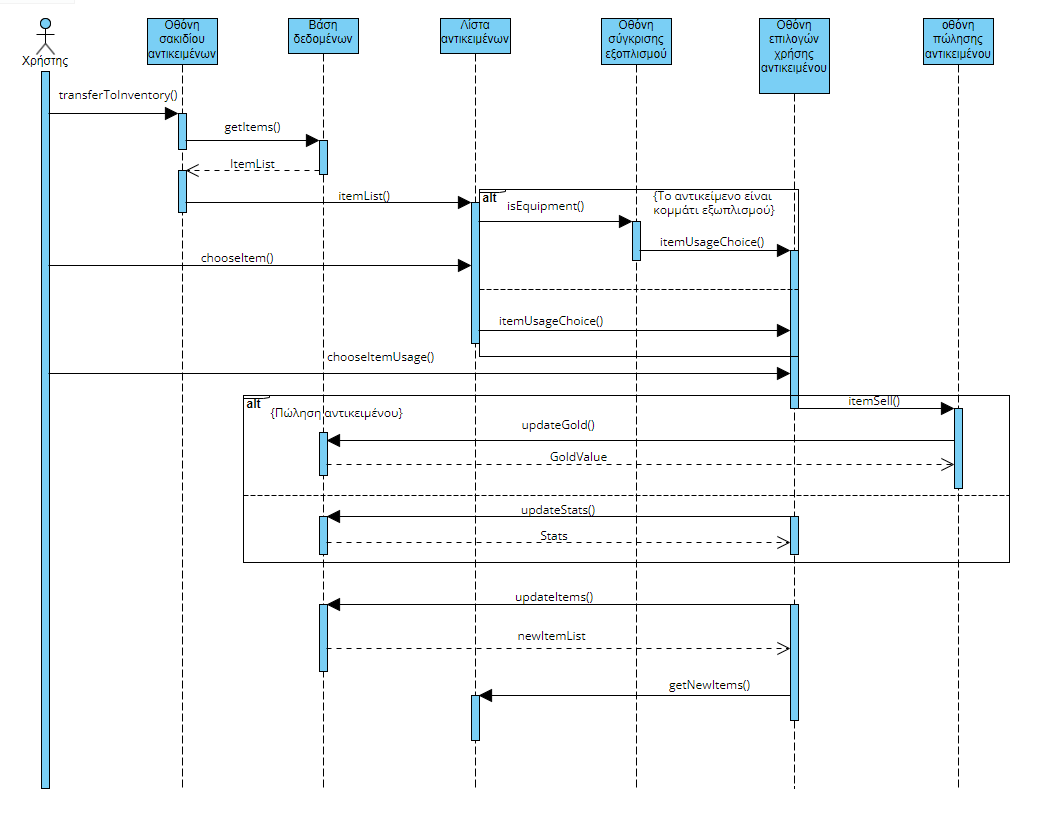 Χρήστης
Οθόνη
σακιδίου
αντικειμένων
Βάση
δεδομένων
Λίστα
αντικειμένων
Οθόνη
σύγκρισης
εξοπλισμού
Οθόνη
επιλογών
χρήσης
αντικειμένου
οθόνη
πώλησης
αντικειμένου
transferToInventory()
getItems()
ItemList
itemList()
alt
isEquipment()
{Το αντικείμενο είναι
κομμάτι εξωπλισμού}
itemUsageChoice()
chooseItem()
itemUsageChoice()
chooseItemUsage()
alt
{Πώληση αντικειμένου}
itemSell()
updateGold()
GoldValue
updateStats()
Stats
updateItems()
newItemList
getNewItems()